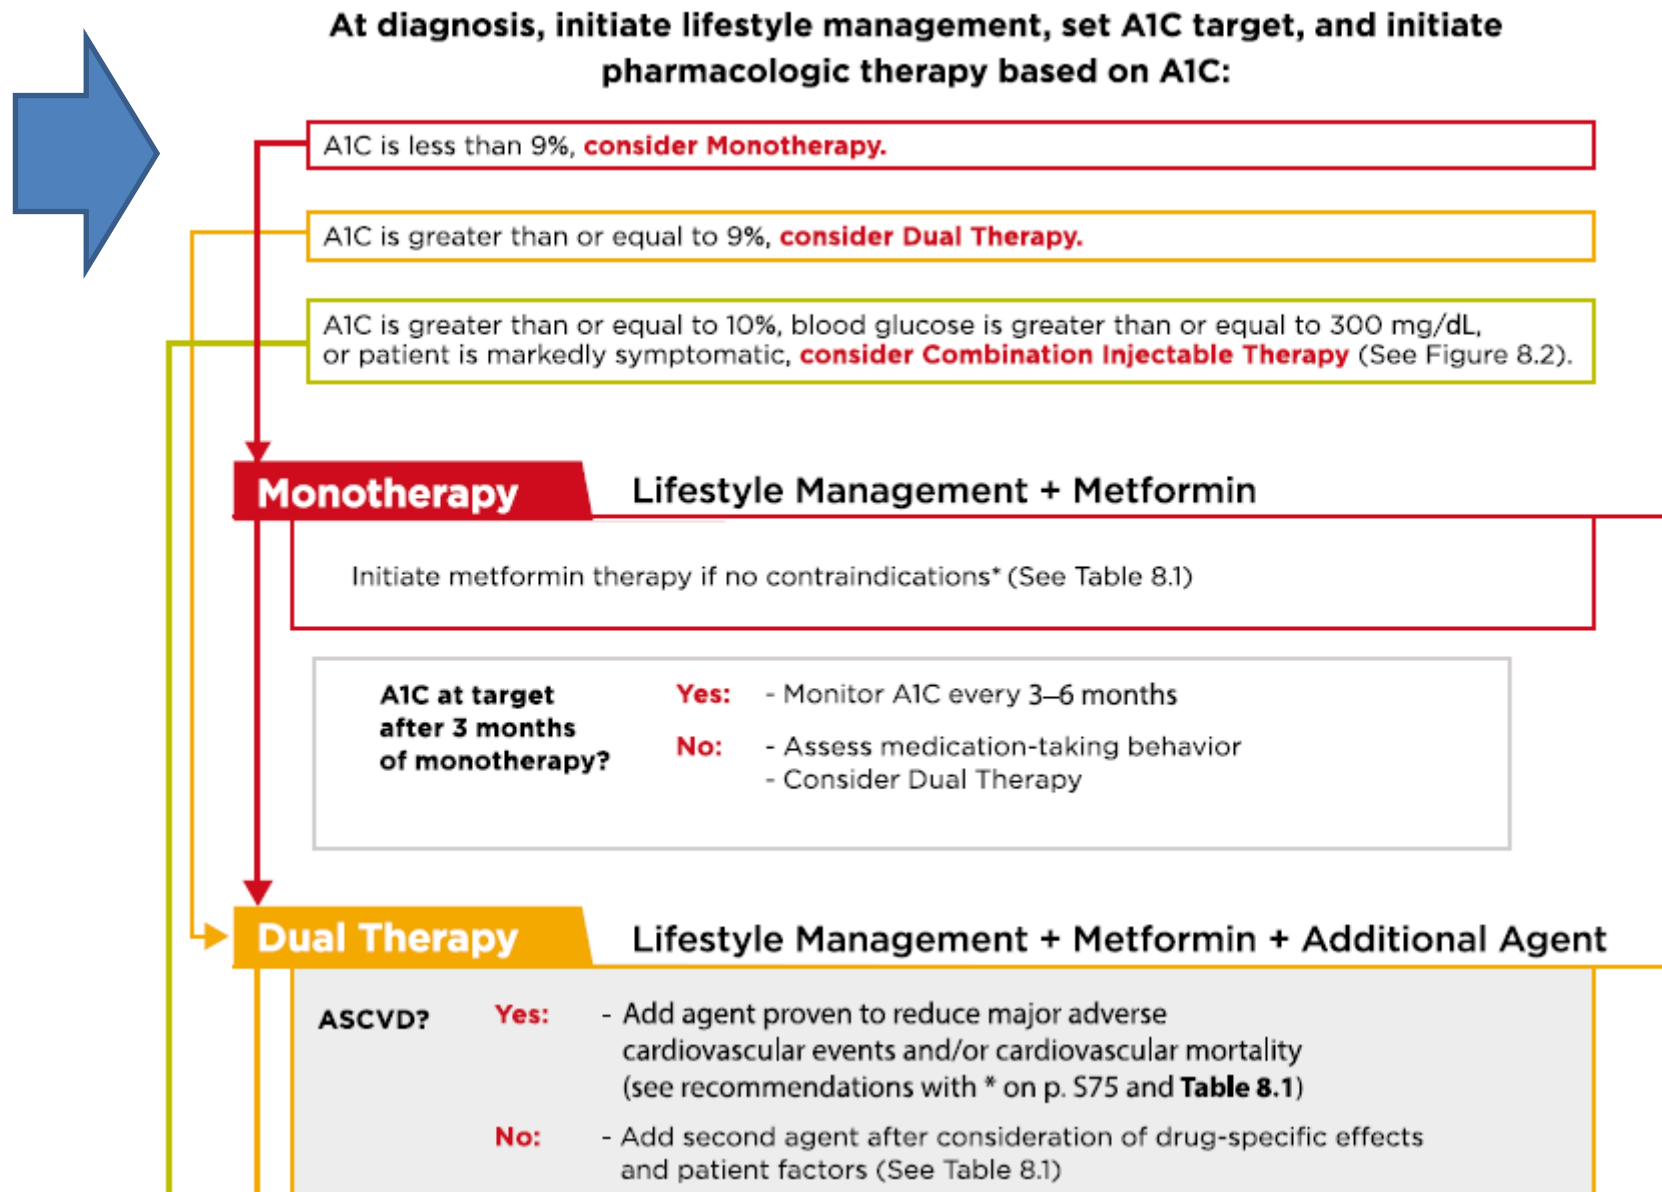 At diagnosis, initiate lifestyle management, set A1C target, and initiate
pharmacologic therapy based on A1C:
A1C is less than 9%, consider Monotherapy.
A1C is greater than or equal to 9%, consider Dual Therapy.
A1C is greater than or equal to 10%, blood glucose is greater than or equal to 300 mg/dL,
or patient is markedly symptomatic, consider Combination Injectable Therapy (See Figure 8.2).
Monotherapy Lifestyle Management + Metformin
Initiate metformin therapy if no contraindications* (See Table 8.1)
A1C at target
after 3 months
of monotherapy?
Yes: - Monitor A1C every 3–6 months
No: - Assess medication-taking behavior
- Consider Dual Therapy
Dual Therapy Lifestyle Management + Metformin + Additional Agent
ASCVD? Yes: - Add agent proven to reduce major adverse
cardiovascular events and/or cardiovascular mortality
(see recommendations with * on p. S75 and Table 8.1)
No: - Add second agent after consideration of drug-specific effects
and patient factors (See Table 8.1)